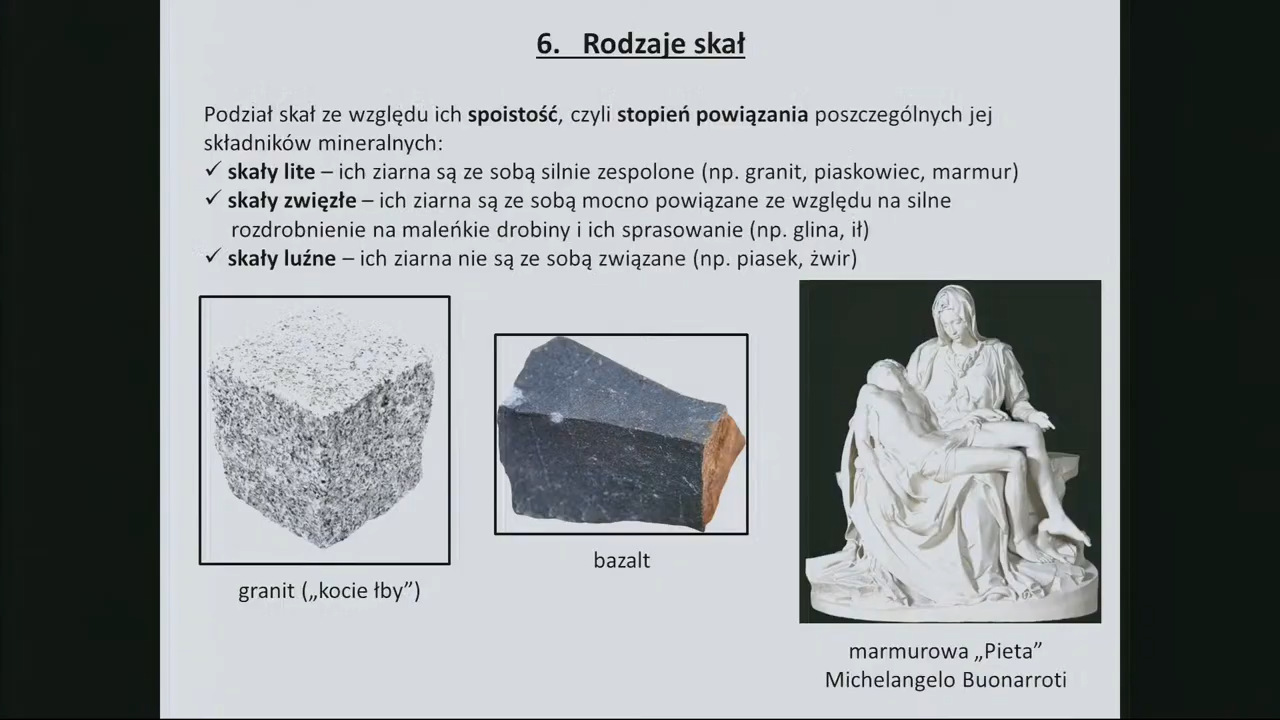 6. Rodzaje skał
Podział skał ze względu ich spoistość, czyli stopień powiązania poszczególnych jej
składników mineralnych:
✓ skały lite – ich ziarna są ze sobą silnie zespolone (np. granit, piaskowiec, marmur)
✓ skały zwięzłe – ich ziarna są ze sobą mocno powiązane ze względu na silne
rozdrobnienie na maleńkie drobiny i ich sprasowanie (np. glina, ił)
✓ skały luźne – ich ziarna nie są ze sobą związane (np. piasek, żwir)
granit („kocie łby”)
bazalt
marmurowa „Pieta”
Michelangelo Buonarroti